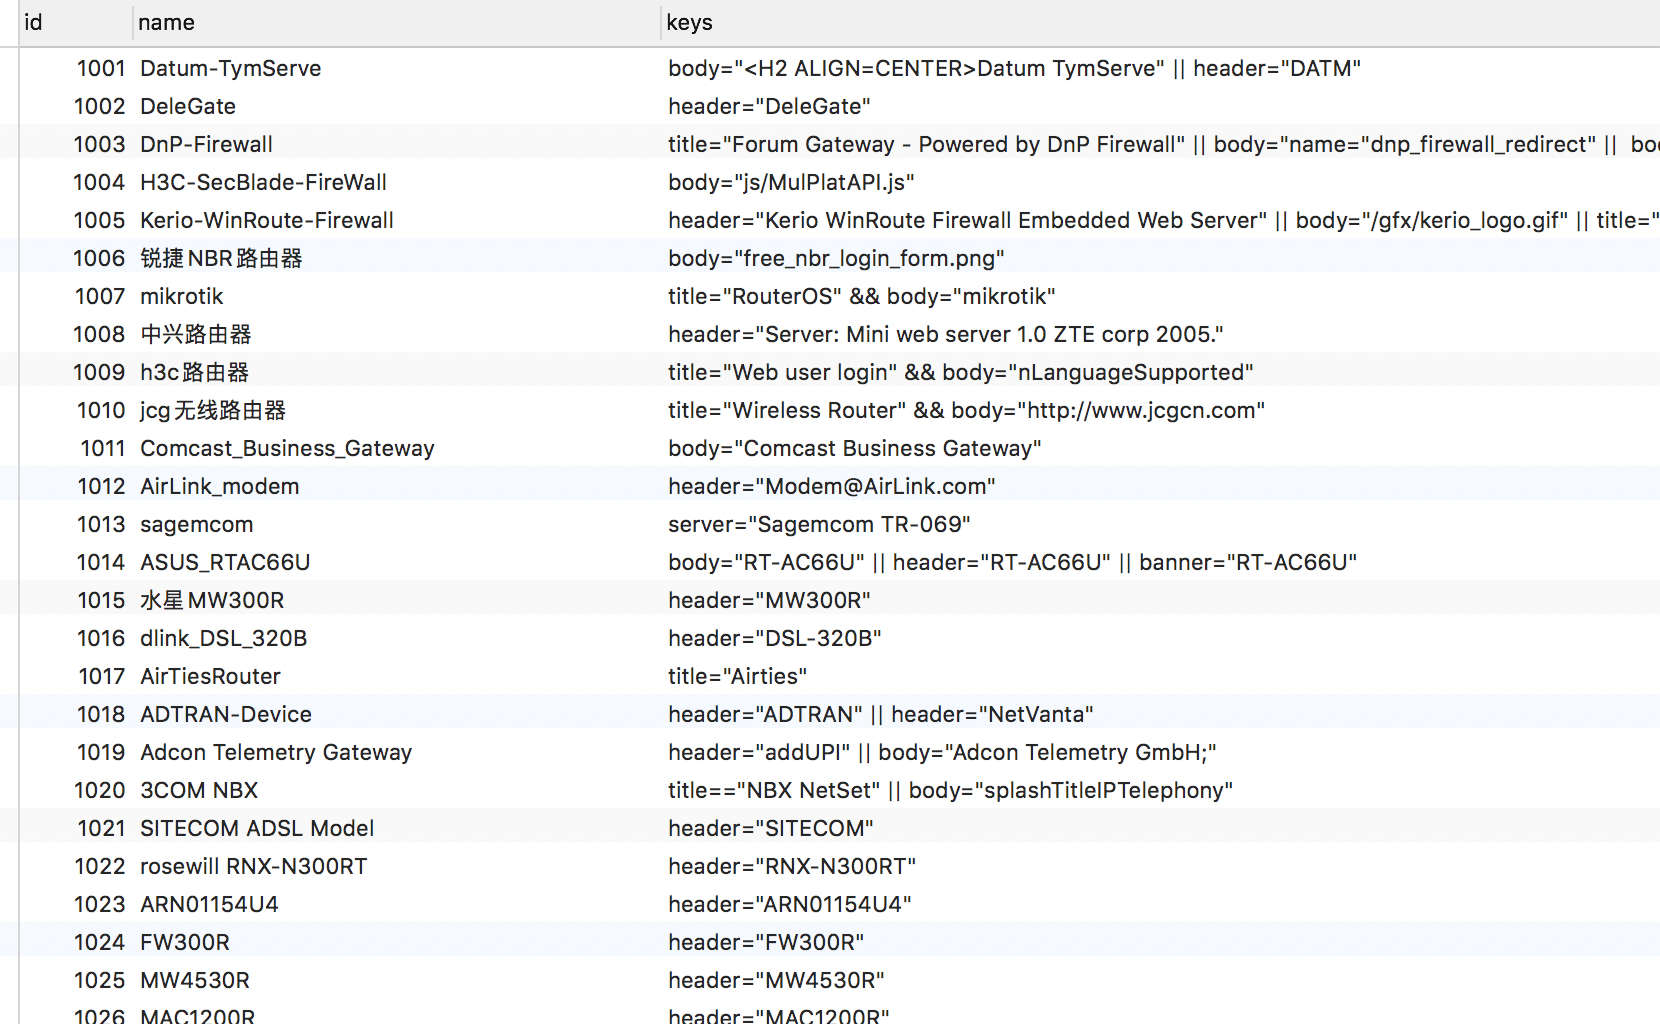 id name keys
1001 Datum-TymServe body="<H2 ALIGN=CENTER>Datum TymServe" || header="DATM"
1002 DeleGate header="DeleGate"
1003 DnP-Firewall title="Forum Gateway - Powered by DnP Firewall" || body="name="dnp_firewall_redirect" || bo
1004 H3C-SecBlade-FireWall body="js/MulPlatAPI.js"
1005 Kerio-WinRoute-Firewall header="Kerio WinRoute Firewall Embedded Web Server" || body="/gfx/kerio_logo.gif" || title="
1006 锐捷NBR路由器 body="free_nbr_login_form.png"
1007 mikrotik title="RouterOS" && body="mikrotik"
1008 中兴路由器 header="Server: Mini web server 1.0 ZTE corp 2005."
1009 h3c路由器 title="Web user login" && body="nLanguageSupported"
1010 jcg无线路由器 title="Wireless Router" && body="http://www.jcgcn.com"
1011 Comcast_Business_Gateway body="Comcast Business Gateway"
1012 AirLink_modem header="Modem@AirLink.com"
1013 sagemcom server="Sagemcom TR-069"
1014 ASUS_RTAC66U body="RT-AC66U" || header="RT-AC66U" || banner="RT-AC66U"
1015 水星MW300R header="MW300R"
1016 dlink_DSL_320B header="DSL-320B"
1017 AirTiesRouter title="Airties"
1018 ADTRAN-Device header="ADTRAN" || header="NetVanta"
1019 Adcon Telemetry Gateway header="addUPI" || body="Adcon Telemetry GmbH;"
1020 3COM NBX title=="NBX NetSet" || body="splashTitleIPTelephony"
1021 SITECOM ADSL Model header="SITECOM"
1022 rosewill RNX-N300RT header="RNX-N300RT"
1023 ARN01154U4 header="ARN01154U4"
1024 FW300R header="FW300R"
1025 MW4530R header="MW4530R"
1026 MAC1200R header="MAC1200R"